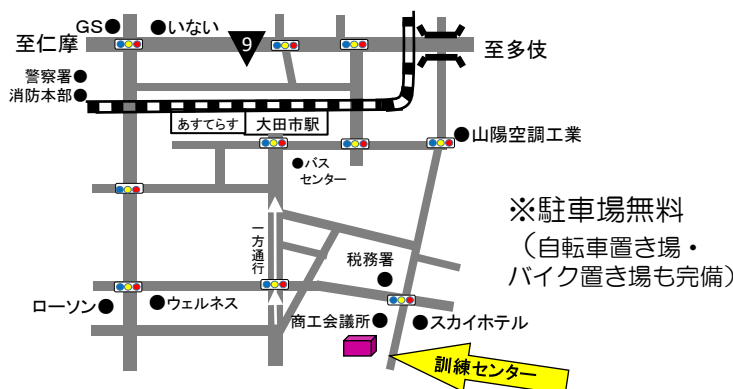 GS
いない
至仁摩
9
至多伎
警察署
消防本部
あすてらす
大田市駅
山陽空調工業
バス
センター
※駐車場無料
（自転車置き場・
バイク置き場も完備）
一方通行
税務署
ローソン
ウェルネス
商工会議所
スカイホテル
訓練センター